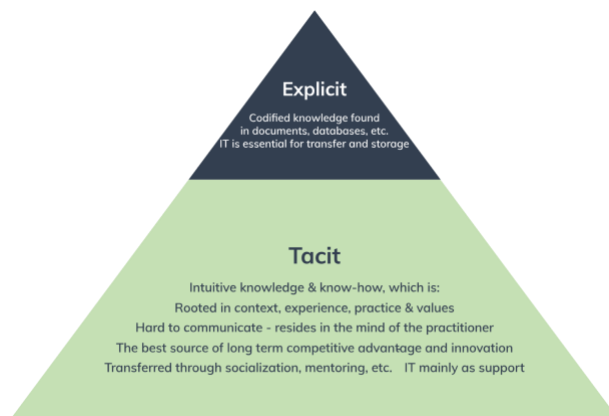 Explicit
Codified knowledge found
in documents, databases, etc.
IT is essential for transfer and storage
Tacit
Intuitive knowledge & know-how, which is:
Rooted in context, experience, practice & values
Hard to communicate - resides in the mind of the practitioner
The best source of long term competitive advantage and innovation
Transferred through socialization, mentoring, etc. IT mainly as support